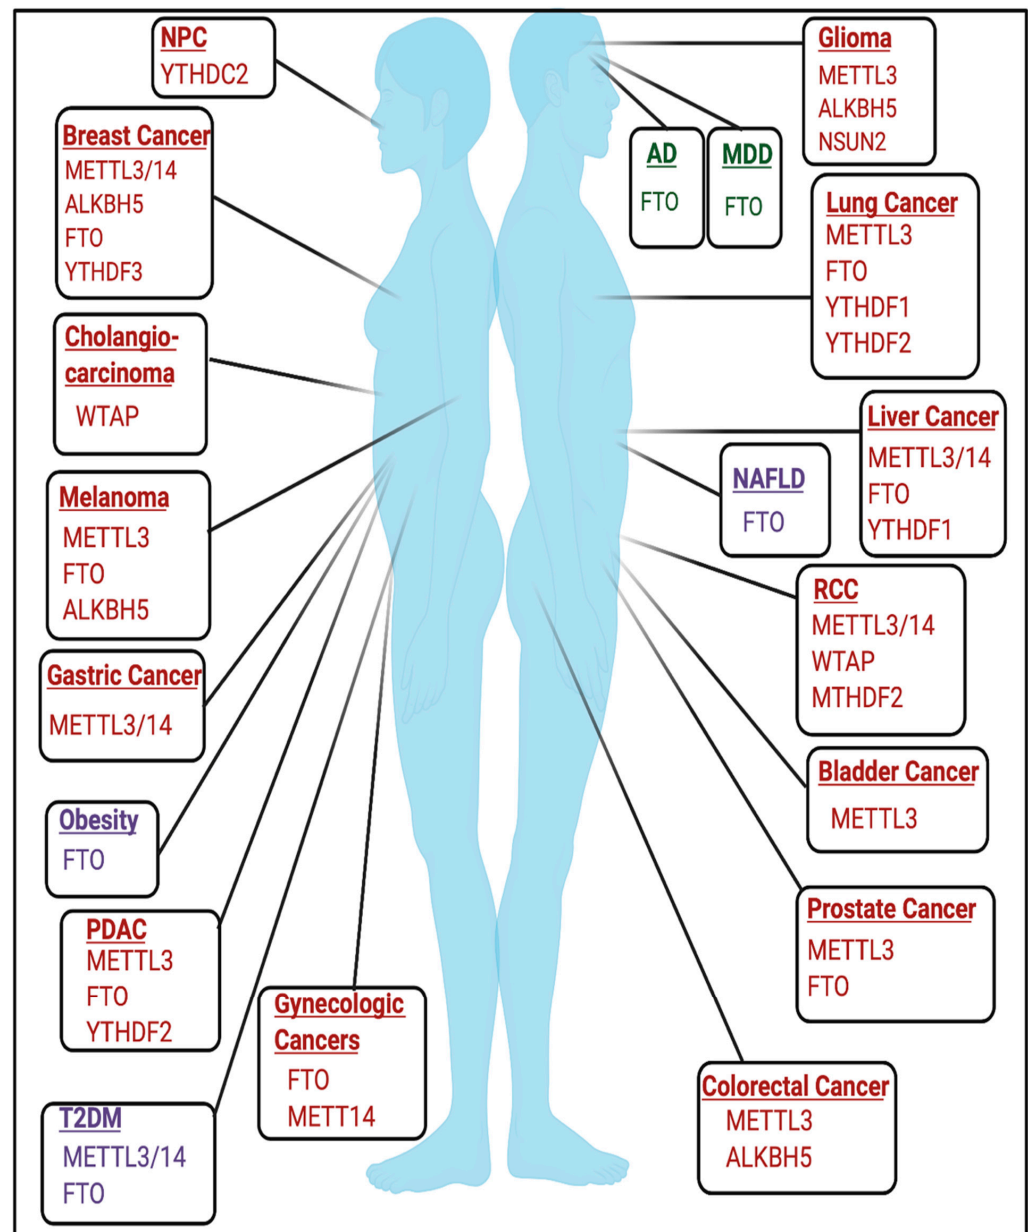 NPC
YTHDC2
Breast Cancer
METTL3/14
ALKBH5
FTO
YTHDF3
Cholangio-
carcinoma
WTAP
Melanoma
METTL3
FTO
ALKBH5
Gastric Cancer
METTL3/14
Obesity
FTO
PDAC
METTL3
FTO
YTHDF2
T2DM
METTL3/14
FTO
Gynecologic
Cancers
FTO
METT14
Glioma
METTL3
ALKBH5
NSUN2
AD
FTO
MDD
FTO
Lung Cancer
METTL3
FTO
YTHDF1
YTHDF2
Liver Cancer
METTL3/14
FTO
YTHDF1
NAFLD
FTO
RCC
METTL3/14
WTAP
MTHDF2
Bladder Cancer
METTL3
Prostate Cancer
METTL3
FTO
Colorectal Cancer
METTL3
ALKBH5